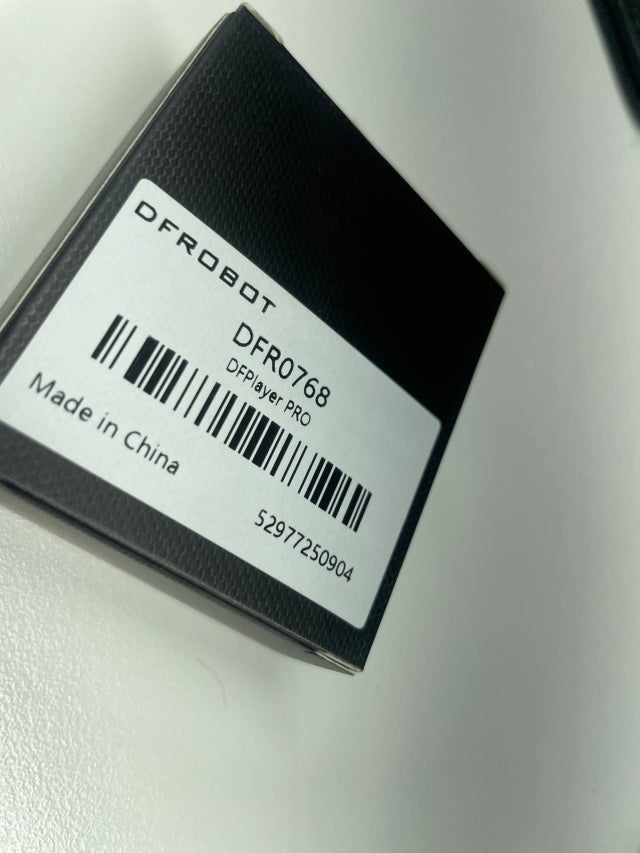 DFROBOT
DFR0768
DFPlayer PRO
Made in China
52977250904